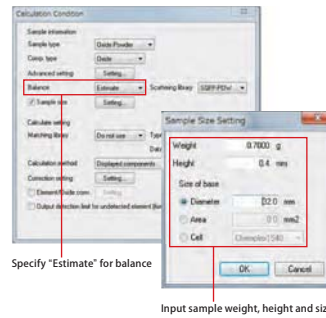 Calculation Condition
Sample information
Sample type Oxide Powder
Comp. type Oxide
Advanced setting Setting...
Balance Estimate Scattering library SQFP-POW
Sample size Setting...
Calculate setting
Matching library Do not use Type
Date
Calculation method Displayed components
Correction setting Setting...
Element/Oxide conv. Setting...
Output detection limit for undetected element
Sample Size Setting
Weight 0.7000 g
Height 0.4 mm
Size of base
Diameter 32.0 mm
Area 0.0 mm2
Cell
OK Cancel
Specify "Estimate" for balance
Input sample weight, height and siz